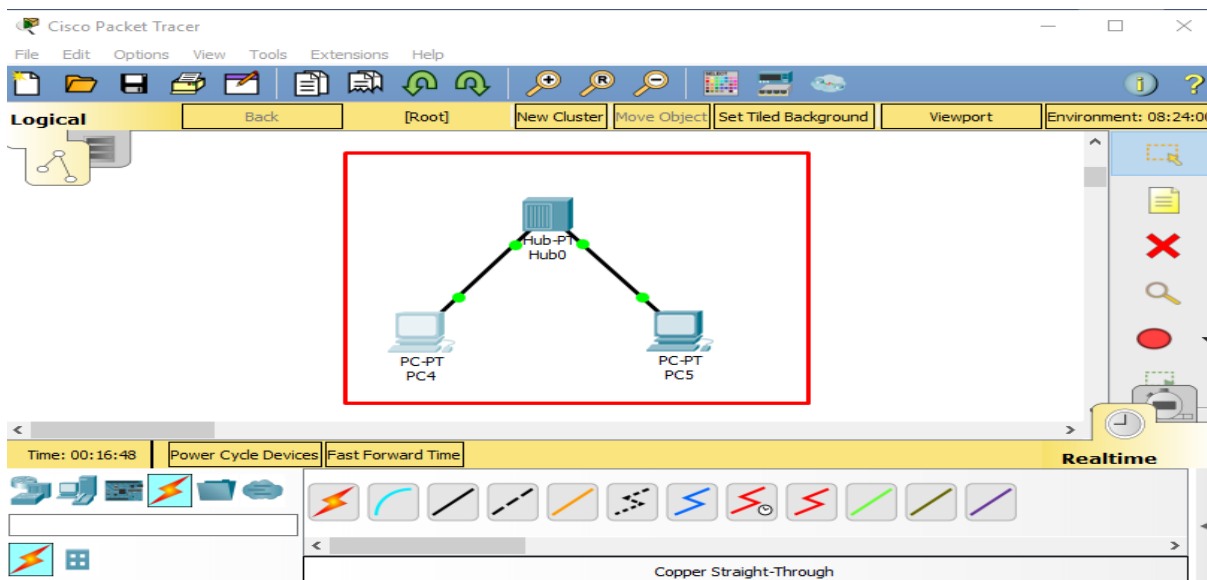 Cisco Packet Tracer
File Edit Options View Tools Extensions Help
Logical Back [Root] New Cluster Move Object Set Tiled Background Viewport Environment: 08:24:00
Hub-PT
Hub0
PC-PT
PC4
PC-PT
PC5
Time: 00:16:48 Power Cycle Devices Fast Forward Time
Realtime
Copper Straight-Through